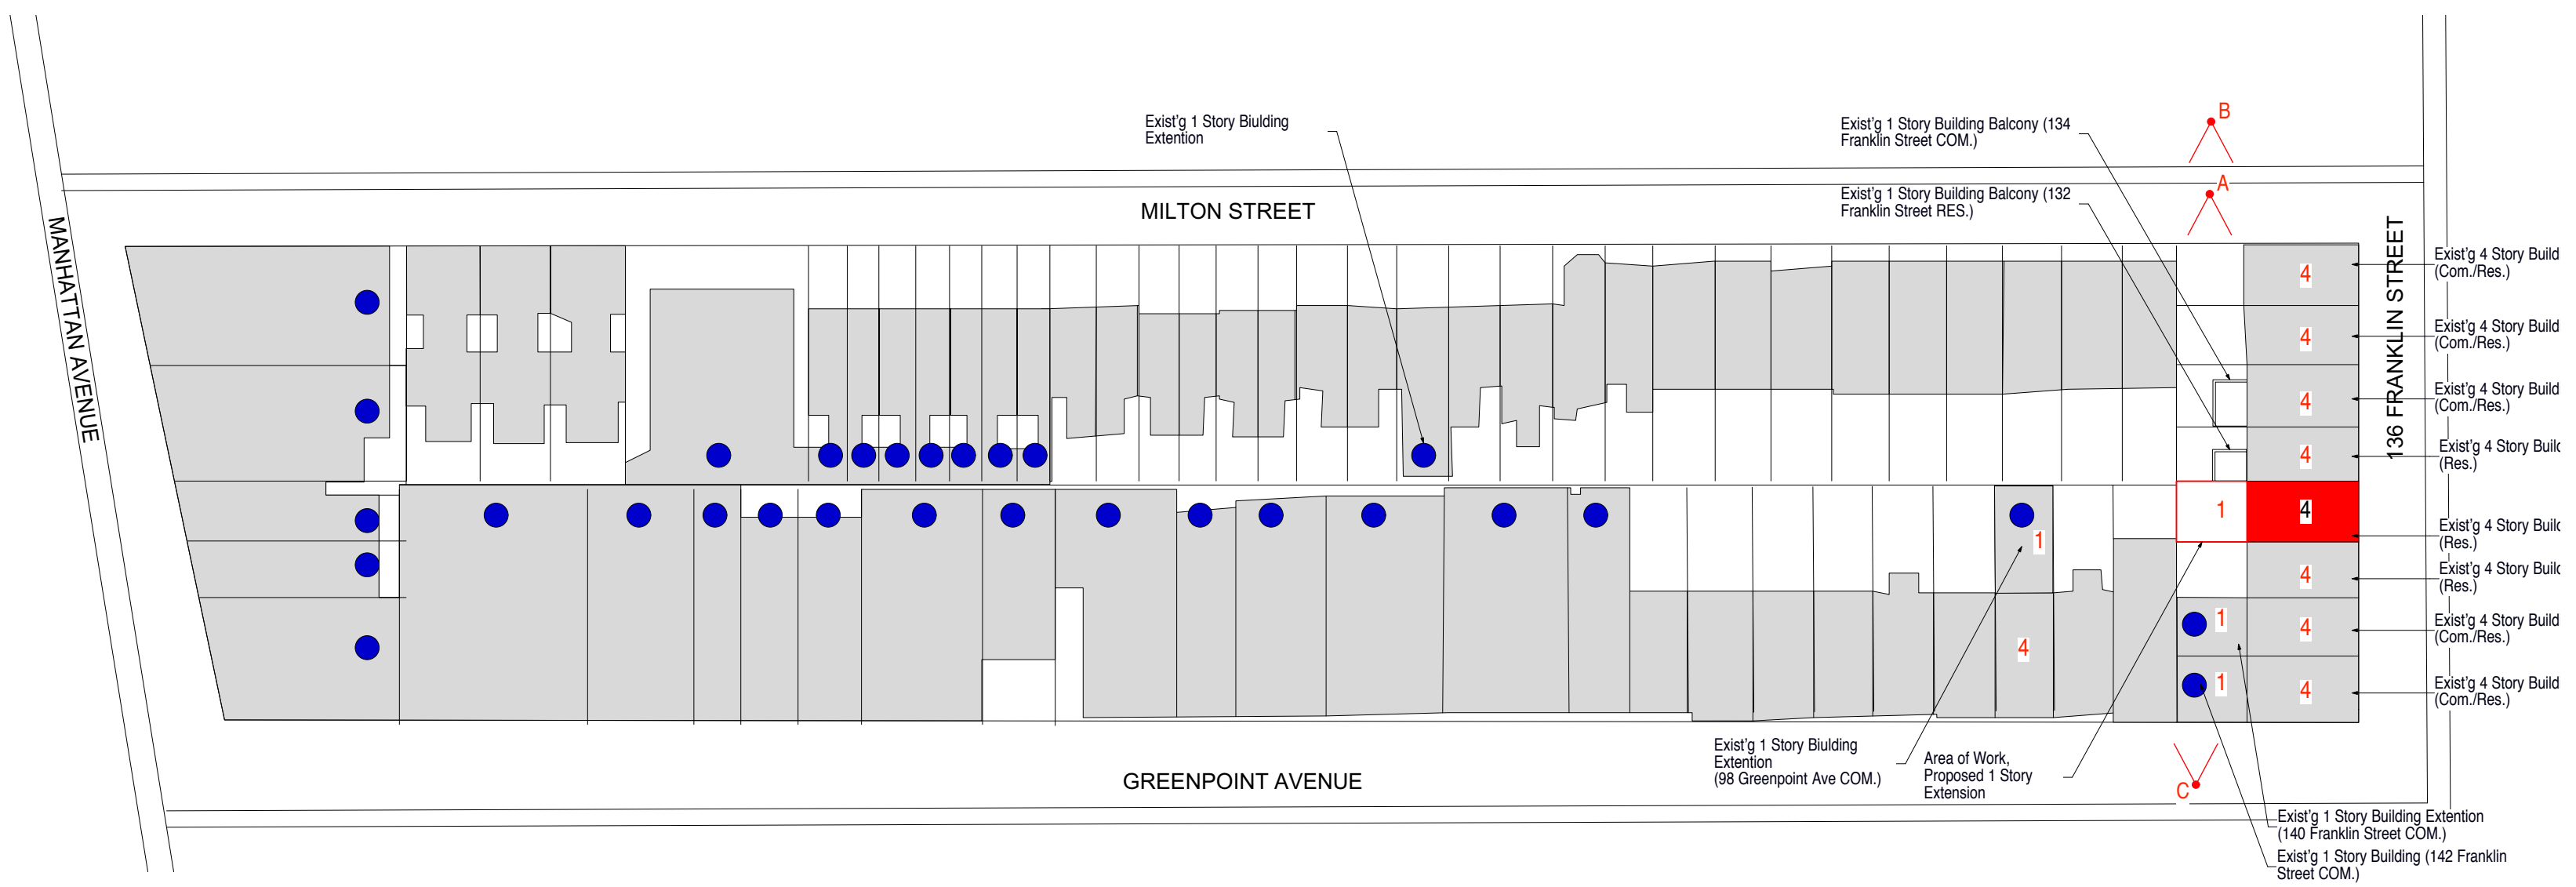 B
Exist'g 1 Story Biulding
Extention
Exist'g 1 Story Building Balcony (134
Franklin Street COM.)
A
Exist'g 1 Story Building Balcony (132
Franklin Street RES.)
MILTON STREET
MANHATTAN AVENUE
136 FRANKLIN STREET
4
Exist'g 4 Story Build
(Com./Res.)
4
Exist'g 4 Story Build
(Com./Res.)
4
Exist'g 4 Story Build
(Com./Res.)
4
Exist'g 4 Story Build
(Res.)
1
4
Exist'g 4 Story Build
(Res.)
1
4
Exist'g 4 Story Build
(Res.)
1
4
Exist'g 4 Story Build
(Com./Res.)
4
1
4
Exist'g 4 Story Build
(Com./Res.)
Exist'g 1 Story Biulding
Extention
(98 Greenpoint Ave COM.)
Area of Work,
Proposed 1 Story
Extension
GREENPOINT AVENUE
C
Exist'g 1 Story Building Extention
(140 Franklin Street COM.)
Exist'g 1 Story Building (142 Franklin
Street COM.)